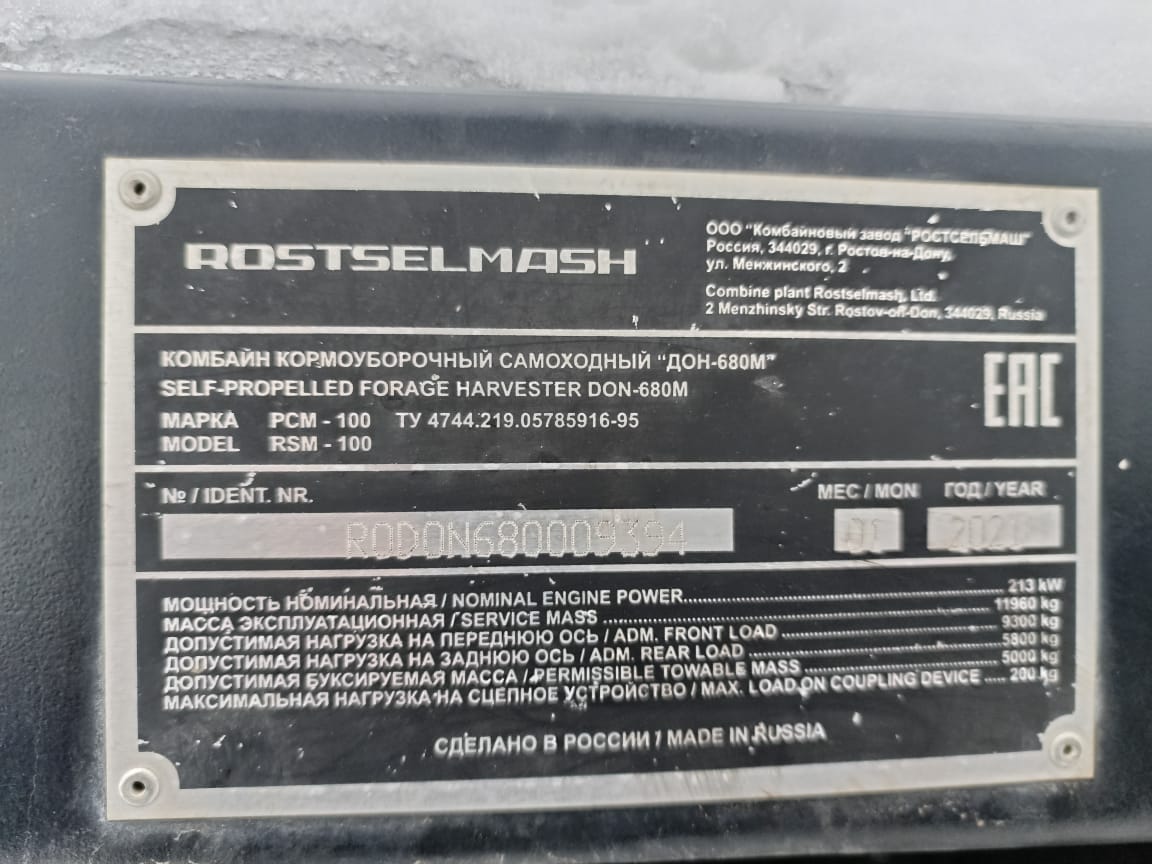 ROSTSELMASH
ООО "Комбайновый завод "РОСТСЕЛЬМАШ"
Россия, 344029, г. Ростов-на-Дону,
ул. Менжинского, 2
Combine plant Rostselmash, Ltd.
2 Menzhinsky Str. Rostov-on-Don, 344029, Russia
КОМБАЙН КОРМОУБОРОЧНЫЙ САМОХОДНЫЙ "ДОН-680М"
SELF-PROPELLED FORAGE HARVESTER DON-680M
МАРКА РСМ - 100 ТУ 4744.219.05785916-95
MODEL RSM - 100
EAC
№ / IDENT. NR.
МЕС / MON ГОД / YEAR
R0D0N680009394 01
МОЩНОСТЬ НОМИНАЛЬНАЯ / NOMINAL ENGINE POWER 213 kW
МАССА ЭКСПЛУАТАЦИОННАЯ / SERVICE MASS 11960 kg
ДОПУСТИМАЯ НАГРУЗКА НА ПЕРЕДНЮЮ ОСЬ / ADM. FRONT LOAD 9300 kg
ДОПУСТИМАЯ НАГРУЗКА НА ЗАДНЮЮ ОСЬ / ADM. REAR LOAD 5800 kg
ДОПУСТИМАЯ БУКСИРУЕМАЯ МАССА / PERMISSIBLE TOWABLE MASS 5000 kg
МАКСИМАЛЬНАЯ НАГРУЗКА НА СЦЕПНОЕ УСТРОЙСТВО / MAX. LOAD ON COUPLING DEVICE 200 kg
СДЕЛАНО В РОССИИ / MADE IN RUSSIA